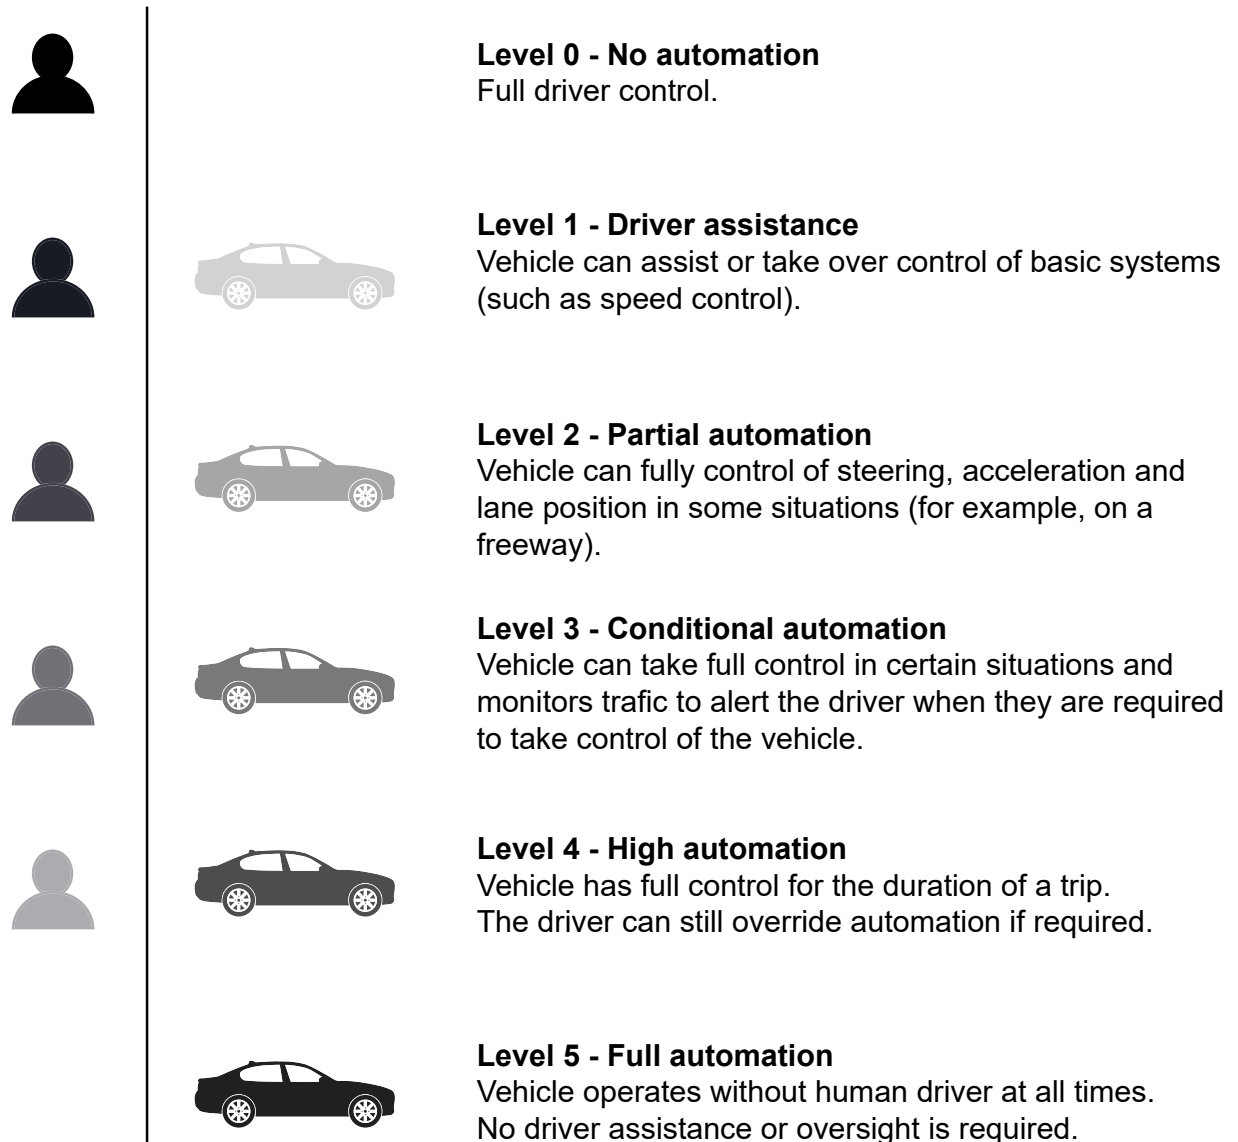 Level 0 - No automation
Full driver control.
Level 1 - Driver assistance
Vehicle can assist or take over control of basic systems
(such as speed control).
Level 2 - Partial automation
Vehicle can fully control of steering, acceleration and
lane position in some situations (for example, on a
freeway).
Level 3 - Conditional automation
Vehicle can take full control in certain situations and
monitors trafic to alert the driver when they are required
to take control of the vehicle.
Level 4 - High automation
Vehicle has full control for the duration of a trip.
The driver can still override automation if required.
Level 5 - Full automation
Vehicle operates without human driver at all times.
No driver assistance or oversight is required.